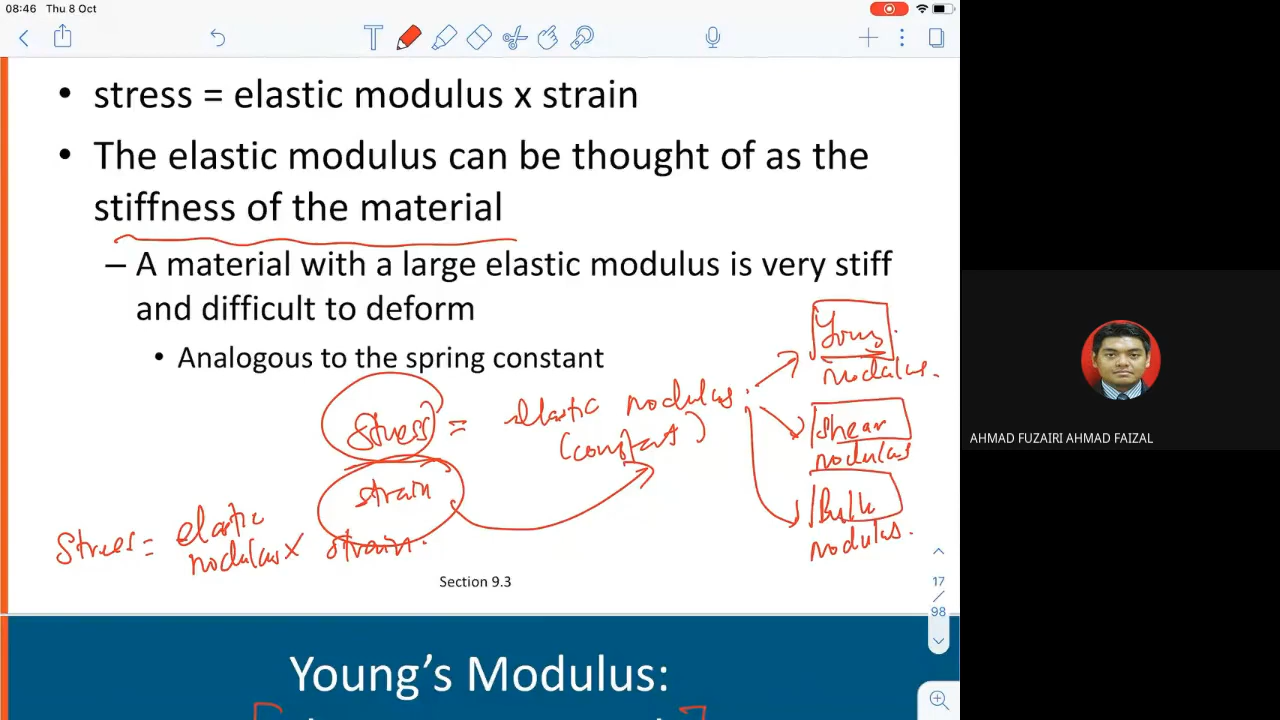 08:46 Thu 8 Oct
• stress = elastic modulus x strain
• The elastic modulus can be thought of as the
stiffness of the material
– A material with a large elastic modulus is very stiff
and difficult to deform
• Analogous to the spring constant
Stress = elastic modulus
(constant)
strain
Young
modulus.
Shear
modulus
Bulk
modulus.
Stress = elastic
modulus x strain.
Section 9.3
17
/
98
Young's Modulus:
AHMAD FUZAIRI AHMAD FAIZAL